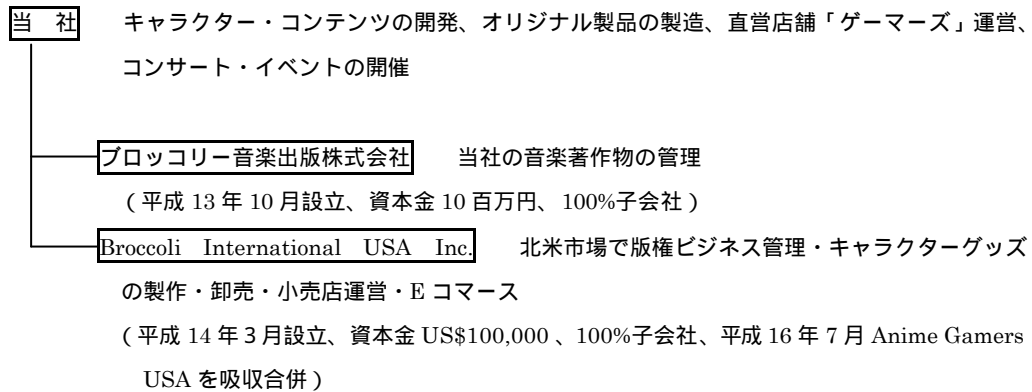 当　社　　キャラクター・コンテンツの開発、オリジナル製品の製造、直営店舗「ゲーマーズ」運営、
コンサート・イベントの開催
ブロッコリー音楽出版株式会社　　当社の音楽著作物の管理
（平成 13 年 10 月設立、資本金 10 百万円、100%子会社）
Broccoli　International　USA　Inc.　　北米市場で版権ビジネス管理・キャラクターグッズ
の製作・卸売・小売店運営・E コマース
（平成 14 年３月設立、資本金 US$100,000 、100%子会社、平成 16 年 7 月 Anime Gamers
USA を吸収合併）